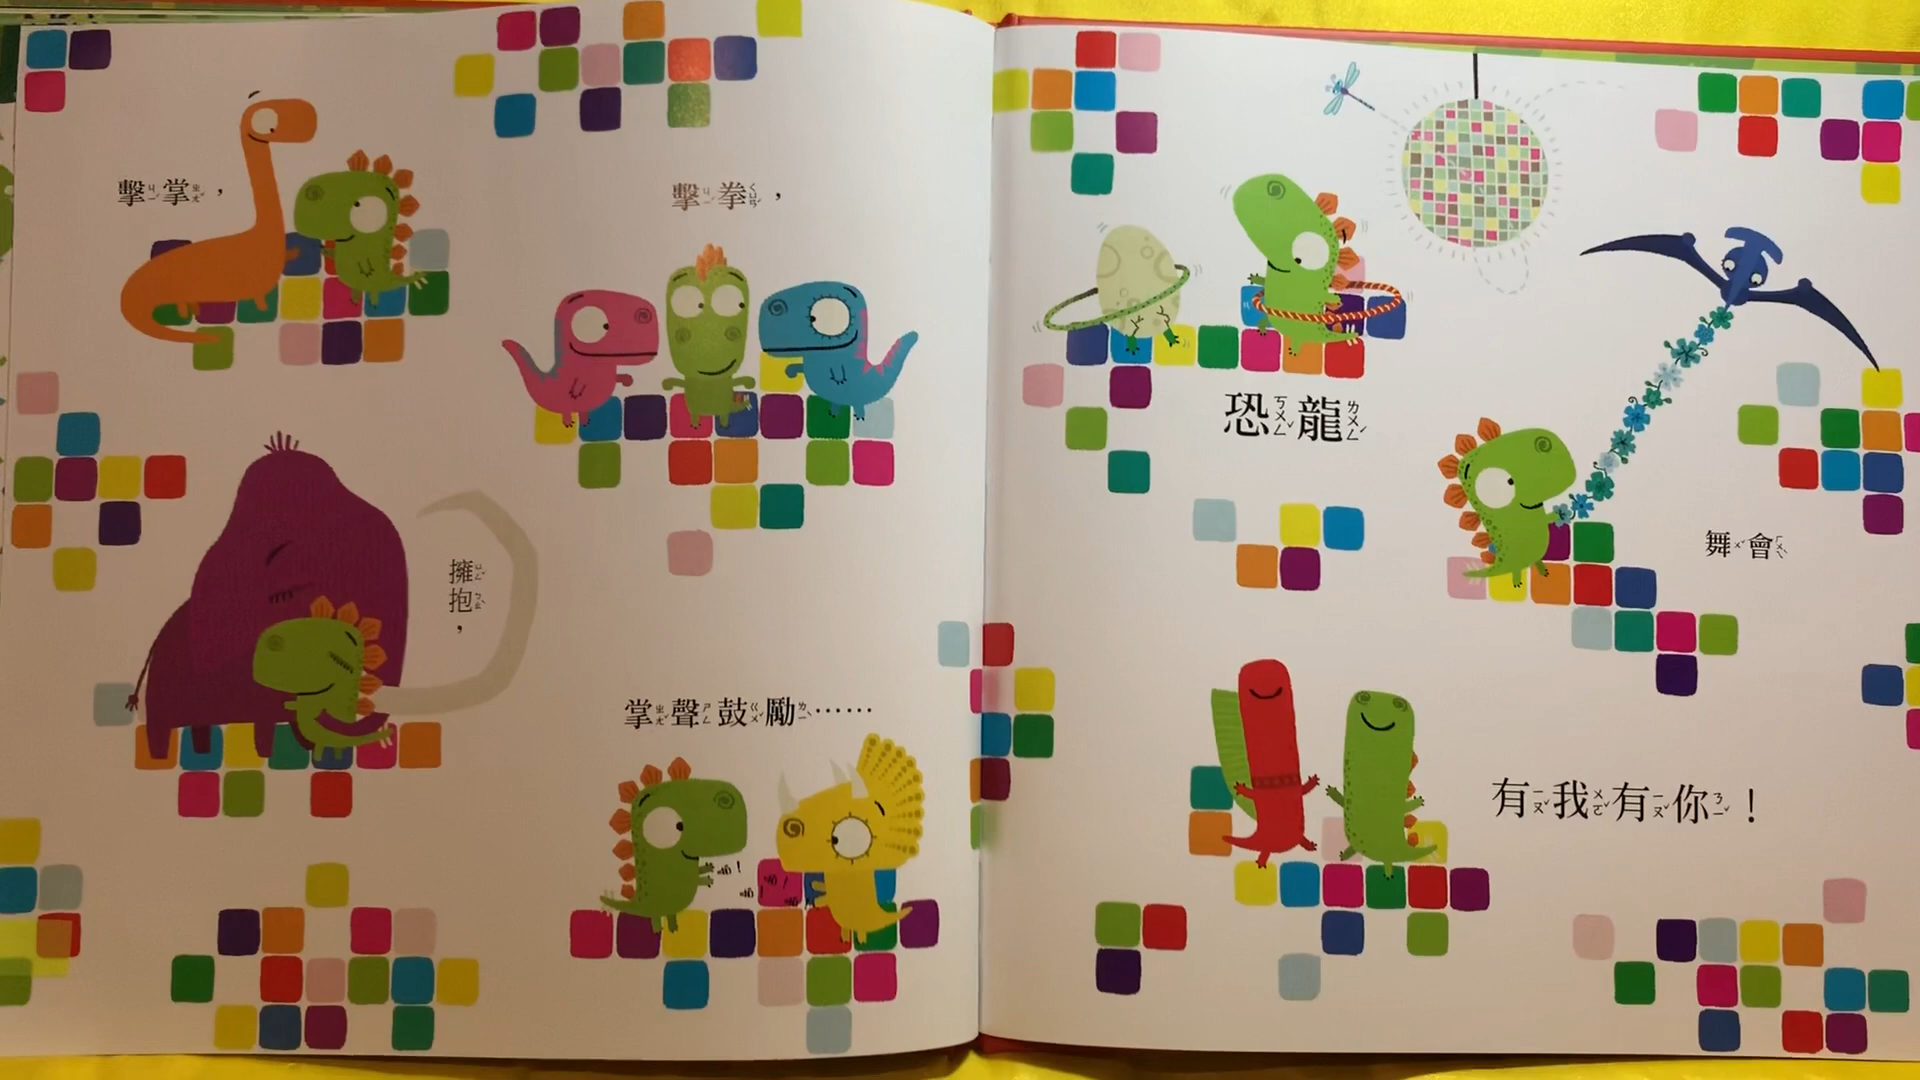 擊掌，
擊拳，
擁抱，
掌聲鼓勵⋯⋯
恐龍
舞會
有我有你！